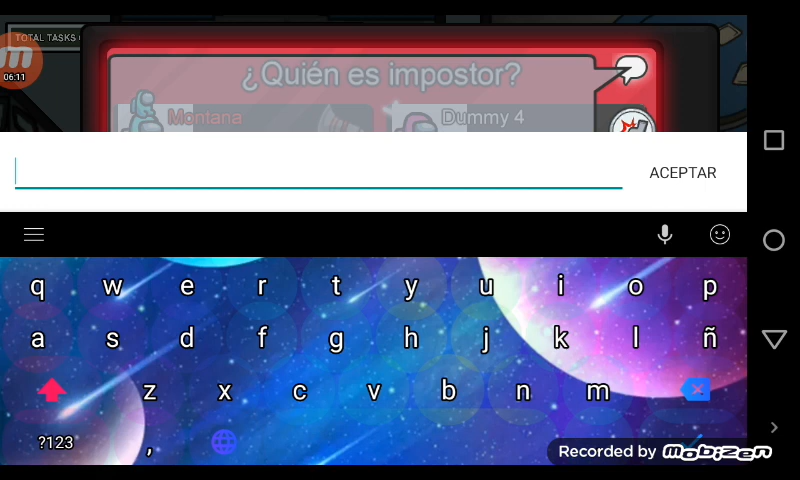 TOTAL TASKS
06:11
¿Quién es impostor?
Montana
Dummy 4
ACEPTAR
q w e r t y u i o p
a s d f g h j k l ñ
z x c v b n m
?123 ,
Recorded by mobizen